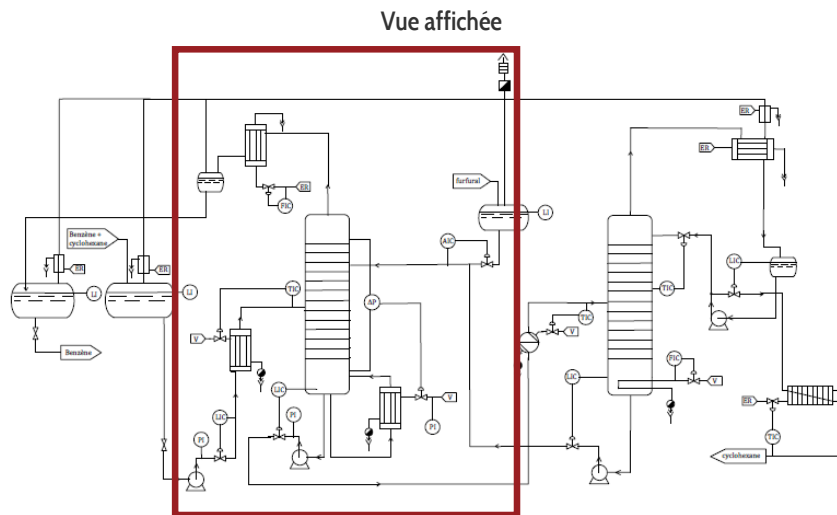 Vue affichée
ER
ER
furfural
ER
FIC
LI
Benzène +
cyclohexane
AIC
LIC
ER
ER
TIC
TIC
LI
LI
ΔP
TIC
V
V
Benzène
LIC
LIC
FIC
V
V
ER
LIC
PI
PI
PI
TIC
cyclohexane